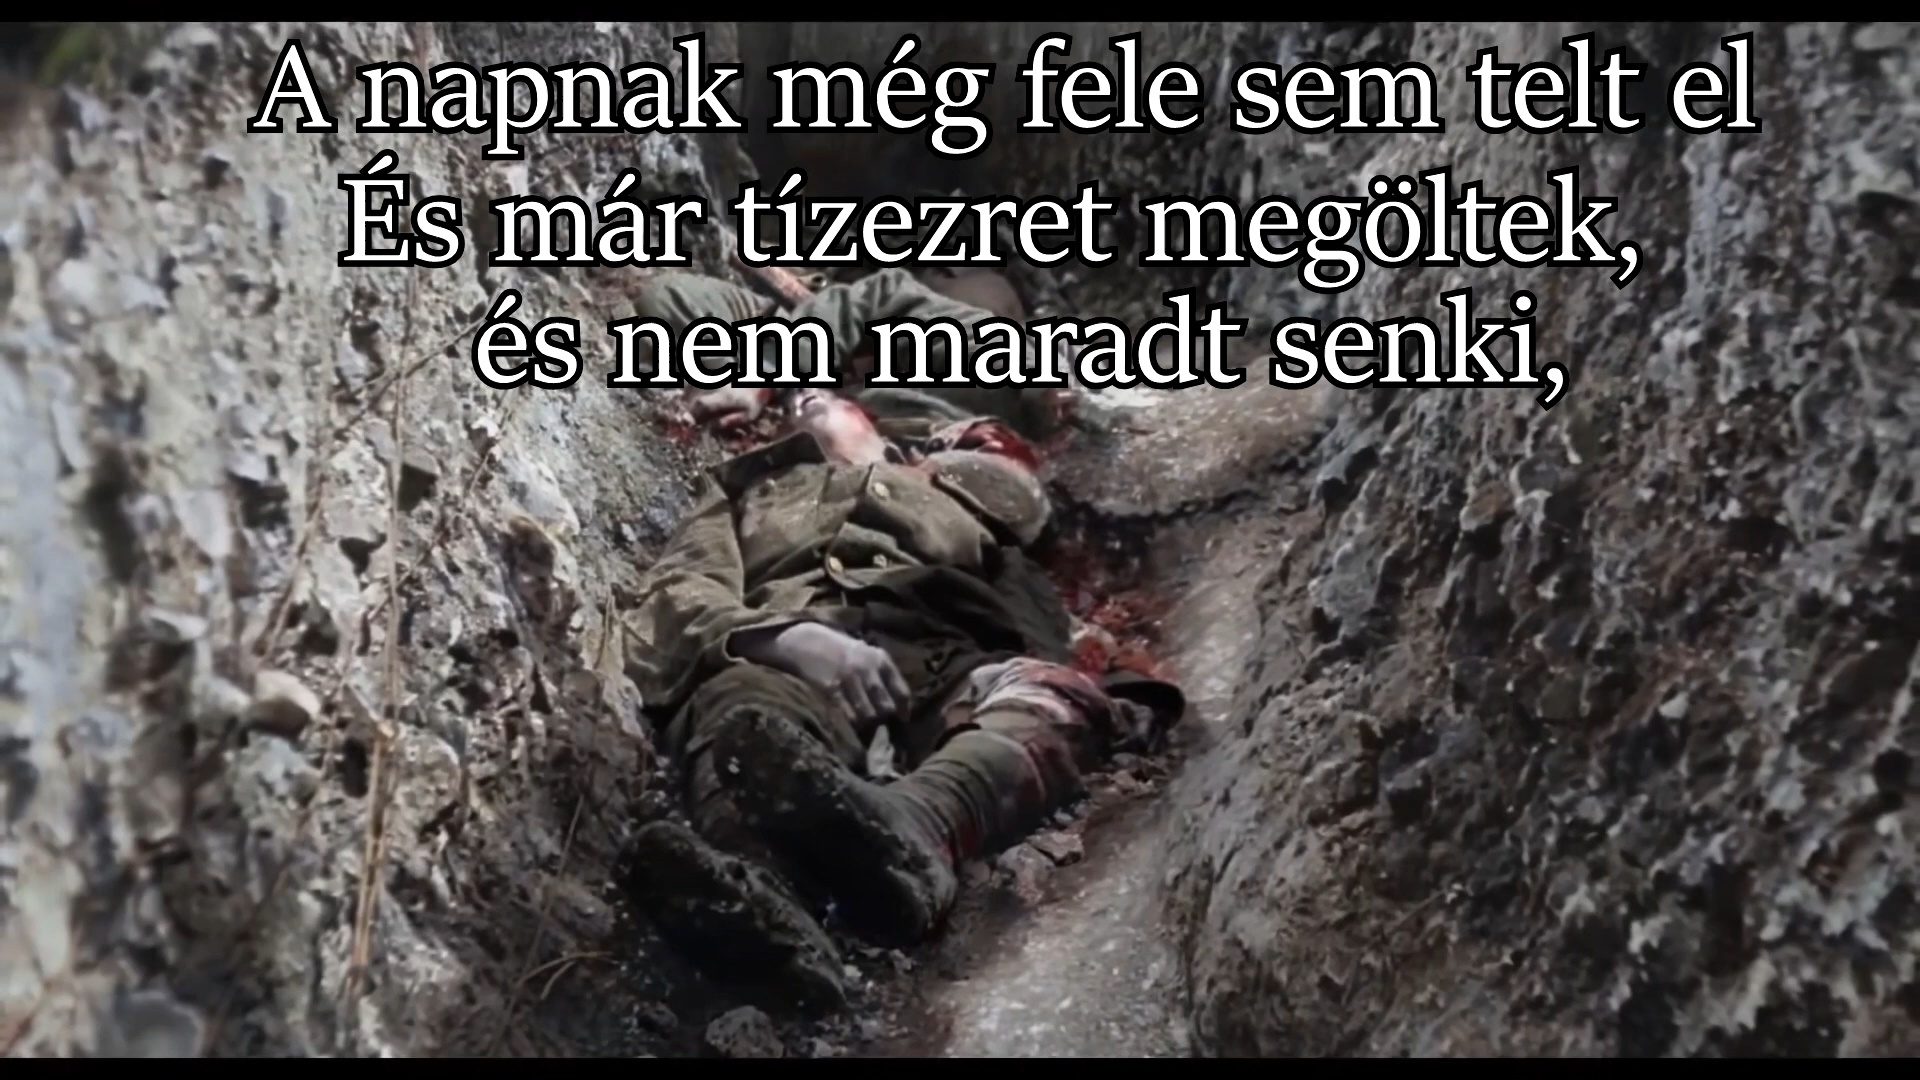 A napnak még fele sem telt el
És már tízezret megöltek,
és nem maradt senki,